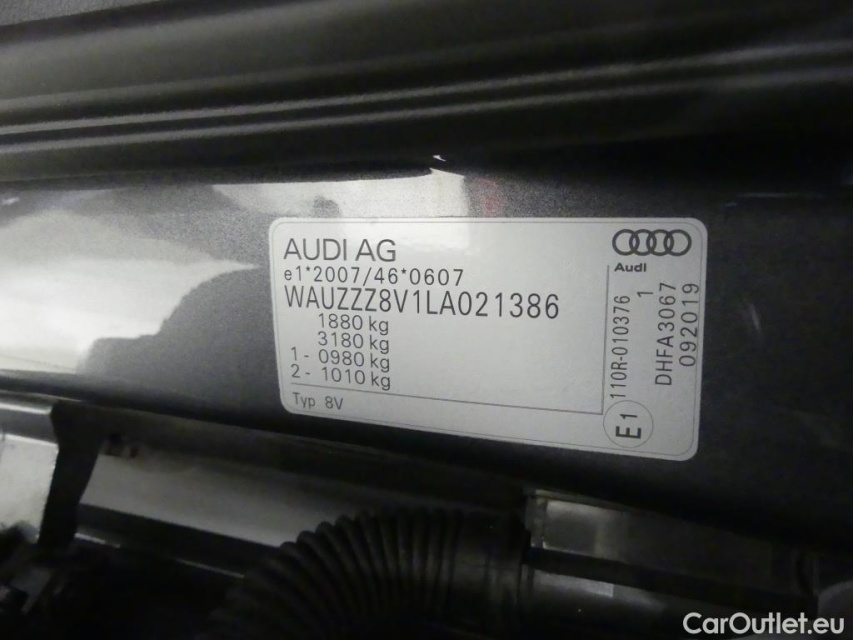 AUDI AG
e1*2007/46*0607
WAUZZZ8V1LA021386
1880 kg
3180 kg
1 - 0980 kg
2 - 1010 kg
Typ 8V
Audi
E1 110R-010376
1
DHFA3067
092019
CarOutlet.eu